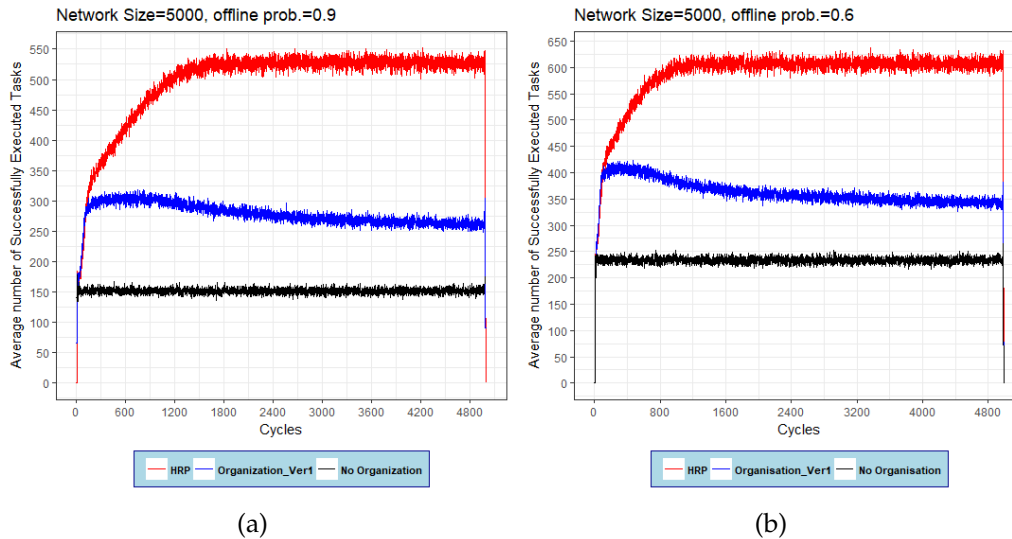 Network Size=5000, offline prob.=0.9
Average number of Successfully Executed Tasks
550
500
450
400
350
300
250
200
150
100
50
0
0 600 1200 1800 2400 3000 3600 4200 4800
Cycles
HRP Organization_Ver1 No Organization
(a)
Network Size=5000, offline prob.=0.6
Average number of Successfully Executed Tasks
650
600
550
500
450
400
350
300
250
200
150
100
50
0
0 800 1600 2400 3200 4000 4800
Cycles
HRP Organisation_Ver1 No Organisation
(b)